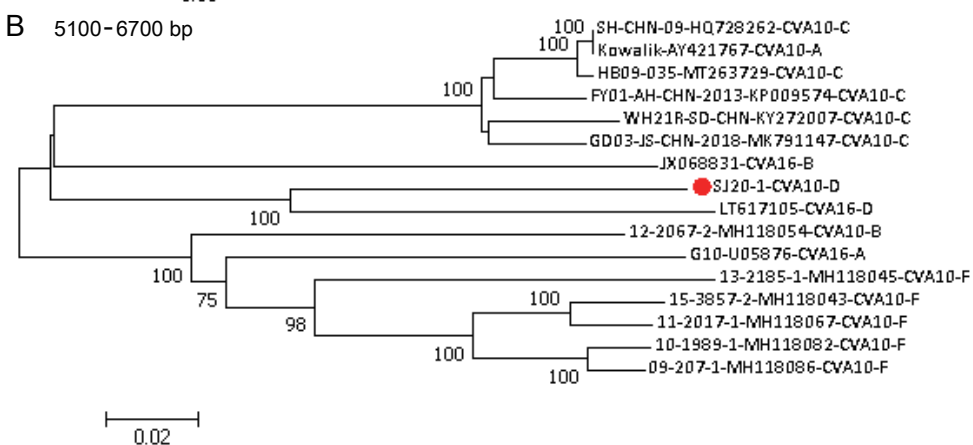 B 5100-6700 bp
100 SH-CHN-09-HQ728262-CVA10-C
100 Kowalik-AY421767-CVA10-A
HB09-035-MT263729-CVA10-C
100 FY01-AH-CHN-2013-KP009574-CVA10-C
WH21R-SD-CHN-KY272007-CVA10-C
GD03-JS-CHN-2018-MK791147-CVA10-C
JX068831-CVA16-B
SJ20-1-CVA10-D
100 LT617105-CVA16-D
12-2067-2-MH118054-CVA10-B
G10-U05876-CVA16-A
100 13-2185-1-MH118045-CVA10-F
75 100 15-3857-2-MH118043-CVA10-F
98 11-2017-1-MH118067-CVA10-F
100 10-1989-1-MH118082-CVA10-F
100 09-207-1-MH118086-CVA10-F
0.02